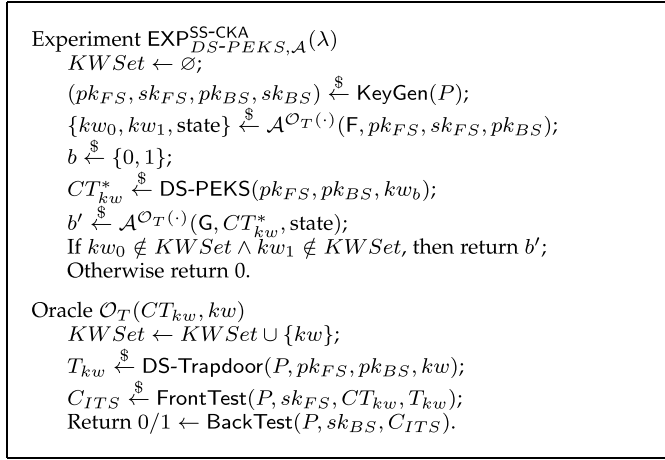 Experiment EXP^{SS-CKA}_{DS-PEKS,𝒜}(λ)
KWSet ← ∅;
(pk_{FS}, sk_{FS}, pk_{BS}, sk_{BS}) ←^$ KeyGen(P);
{kw_0, kw_1, state} ←^$ 𝒜^{𝒪_T(·)}(F, pk_{FS}, sk_{FS}, pk_{BS});
b ←^$ {0, 1};
CT^*_{kw} ←^$ DS-PEKS(pk_{FS}, pk_{BS}, kw_b);
b′ ←^$ 𝒜^{𝒪_T(·)}(G, CT^*_{kw}, state);
If kw_0 ∉ KWSet ∧ kw_1 ∉ KWSet, then return b′;
Otherwise return 0.
Oracle 𝒪_T(CT_{kw}, kw)
KWSet ← KWSet ∪ {kw};
T_{kw} ←^$ DS-Trapdoor(P, pk_{FS}, pk_{BS}, kw);
C_{ITS} ←^$ FrontTest(P, sk_{FS}, CT_{kw}, T_{kw});
Return 0/1 ← BackTest(P, sk_{BS}, C_{ITS}).